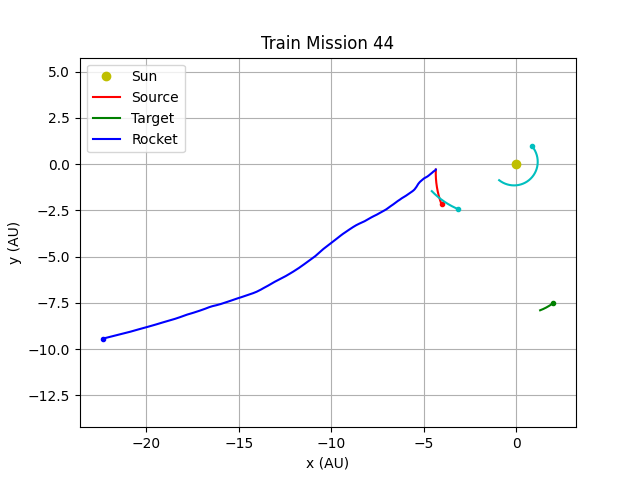 Train Mission 44
Sun
Source
Target
Rocket
5.0
2.5
0.0
−2.5
−5.0
−7.5
−10.0
−12.5
y (AU)
−20 −15 −10 −5 0
x (AU)